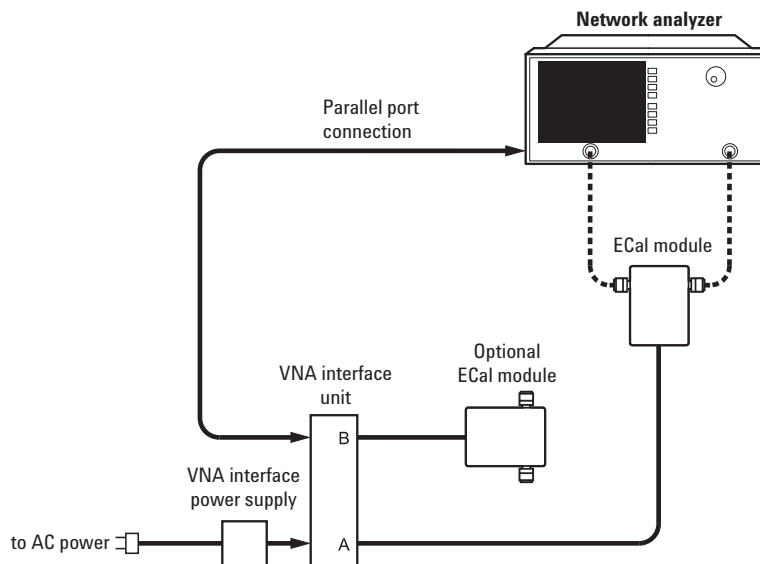 Network analyzer
Parallel port
connection
ECal module
Optional
ECal module
VNA interface
unit
B
VNA interface
power supply
to AC power
A